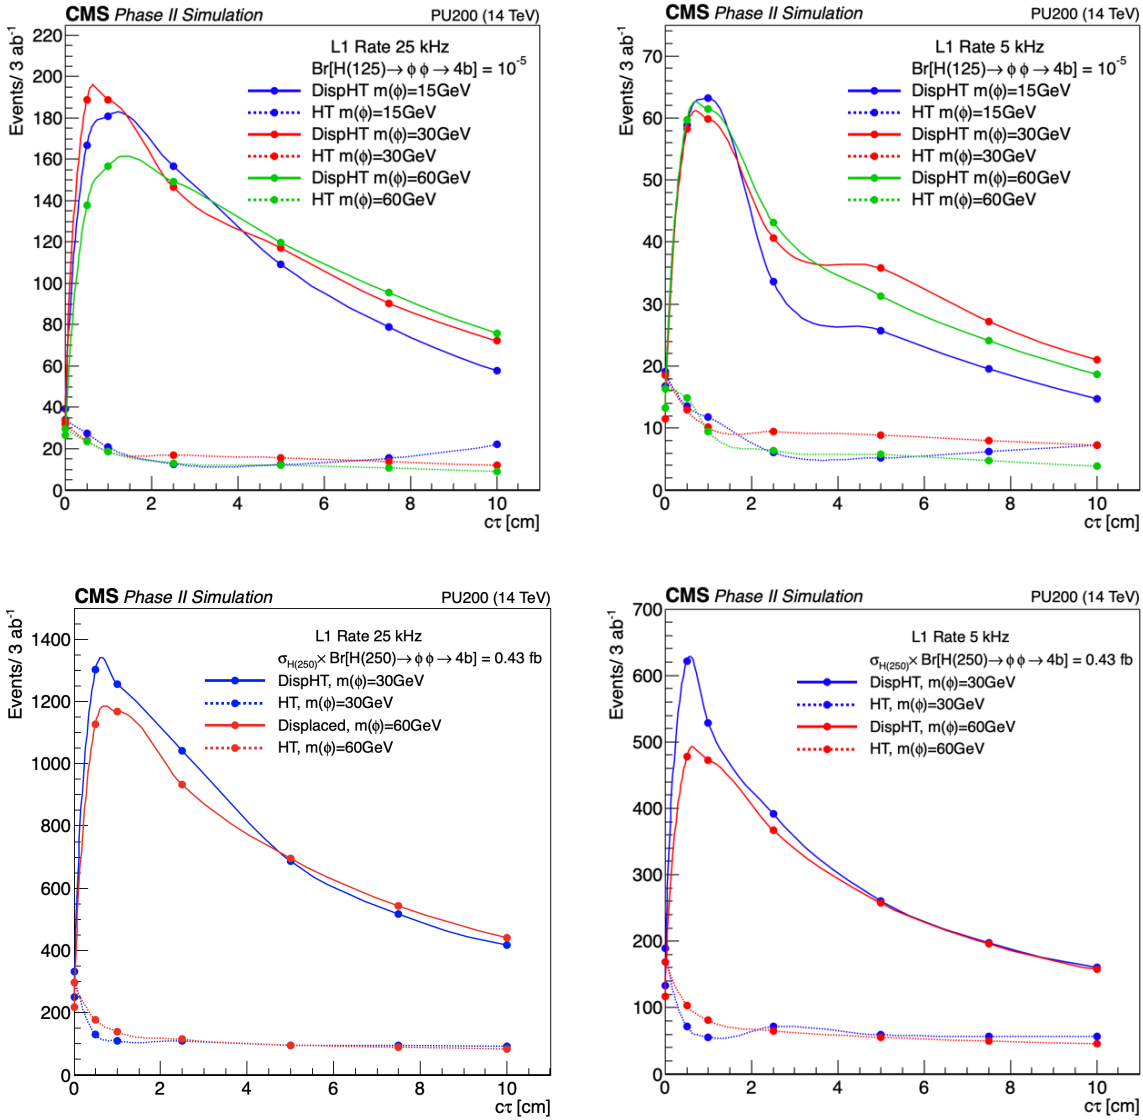 CMS Phase II Simulation PU200 (14 TeV)
Events/ 3 ab⁻¹
L1 Rate 25 kHz
Br[H(125)→ ϕ ϕ → 4b] = 10⁻⁵
DispHT m(ϕ)=15GeV
HT m(ϕ)=15GeV
DispHT m(ϕ)=30GeV
HT m(ϕ)=30GeV
DispHT m(ϕ)=60GeV
HT m(ϕ)=60GeV
220
200
180
160
140
120
100
80
60
40
20
0
0 2 4 6 8 10
cτ [cm]
CMS Phase II Simulation PU200 (14 TeV)
Events/ 3 ab⁻¹
L1 Rate 5 kHz
Br[H(125)→ ϕ ϕ → 4b] = 10⁻⁵
DispHT m(ϕ)=15GeV
HT m(ϕ)=15GeV
DispHT m(ϕ)=30GeV
HT m(ϕ)=30GeV
DispHT m(ϕ)=60GeV
HT m(ϕ)=60GeV
70
60
50
40
30
20
10
0
0 2 4 6 8 10
cτ [cm]
CMS Phase II Simulation PU200 (14 TeV)
Events/ 3 ab⁻¹
L1 Rate 25 kHz
σH(250)× Br[H(250)→ ϕ ϕ → 4b] = 0.43 fb
DispHT, m(ϕ)=30GeV
HT, m(ϕ)=30GeV
Displaced, m(ϕ)=60GeV
HT, m(ϕ)=60GeV
1400
1200
1000
800
600
400
200
0
0 2 4 6 8 10
cτ [cm]
CMS Phase II Simulation PU200 (14 TeV)
Events/ 3 ab⁻¹
L1 Rate 5 kHz
σH(250)× Br[H(250)→ ϕ ϕ → 4b] = 0.43 fb
DispHT, m(ϕ)=30GeV
HT, m(ϕ)=30GeV
DispHT, m(ϕ)=60GeV
HT, m(ϕ)=60GeV
700
600
500
400
300
200
100
0
0 2 4 6 8 10
cτ [cm]